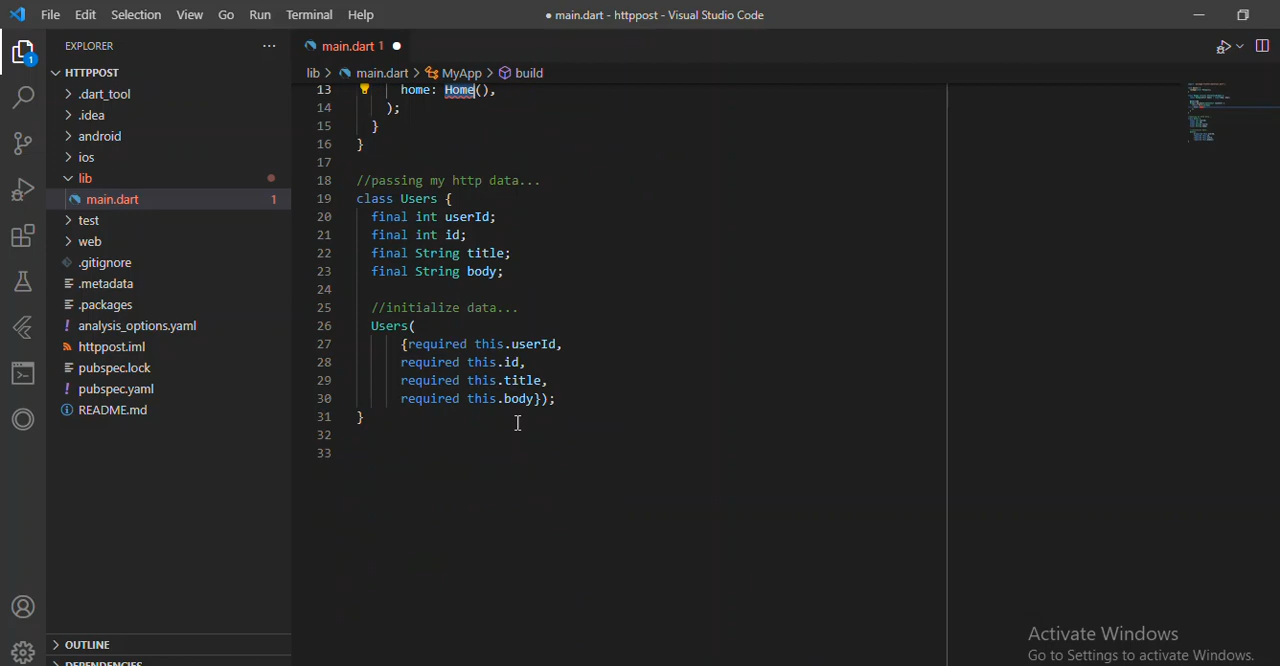 File Edit Selection View Go Run Terminal Help
● main.dart - httppost - Visual Studio Code
EXPLORER ···
main.dart 1 ●
1
HTTPPOST
lib > main.dart > MyApp > build
.dart_tool
.idea
android
ios
lib
main.dart 1
test
web
.gitignore
.metadata
.packages
analysis_options.yaml
httppost.iml
pubspec.lock
pubspec.yaml
README.md
OUTLINE
DEPENDENCIES
13 home: Home(),
14 );
15 }
16 }
17
18 //passing my http data...
19 class Users {
20 final int userId;
21 final int id;
22 final String title;
23 final String body;
24
25 //initialize data...
26 Users(
27 {required this.userId,
28 required this.id,
29 required this.title,
30 required this.body});
31 }
32
33
Activate Windows
Go to Settings to activate Windows.